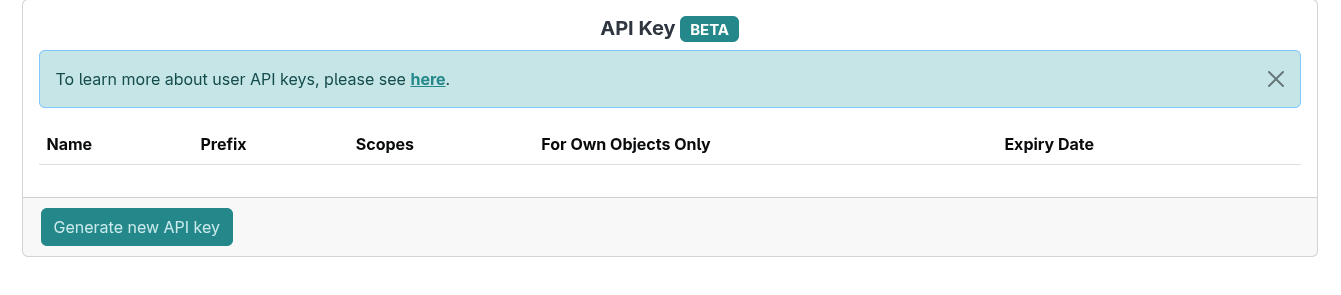 API Key BETA
To learn more about user API keys, please see here.
Name Prefix Scopes For Own Objects Only Expiry Date
Generate new API key